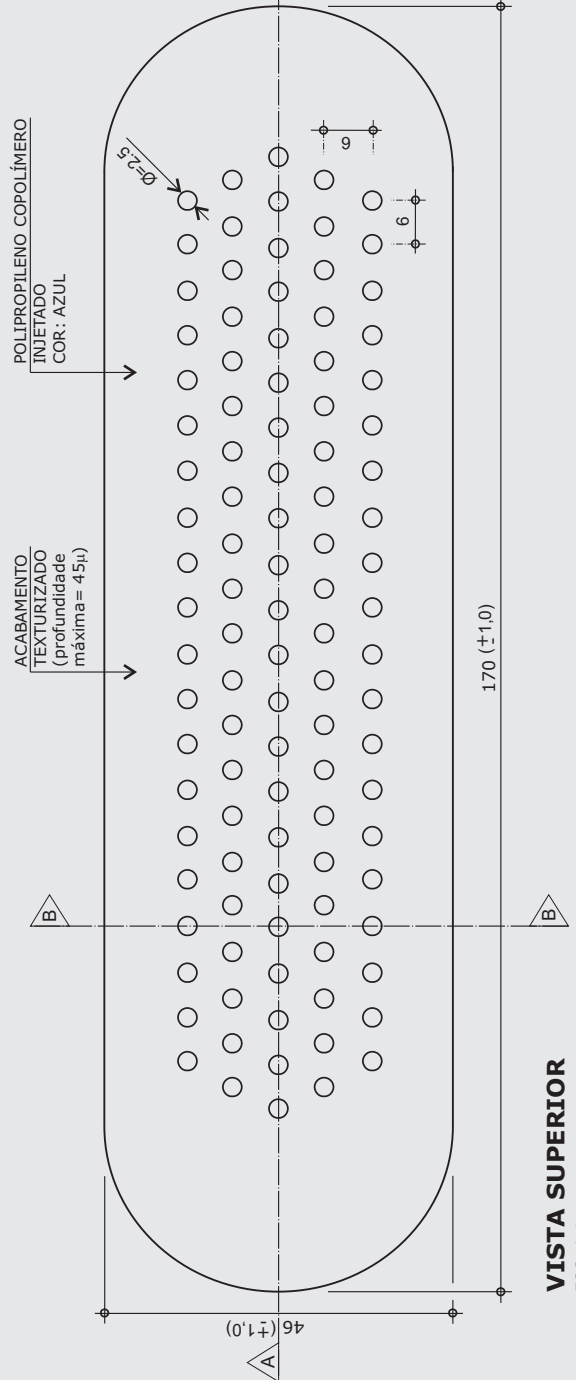 ACABAMENTO
TEXTURIZADO
(profundidade
máxima= 45µ)
POLIPROPILENO COPOLÍMERO
INJETADO
COR: AZUL
Ø=2.5
6
6
B
B
A
46 (±1,0)
170 (±1,0)
VISTA SUPERIOR